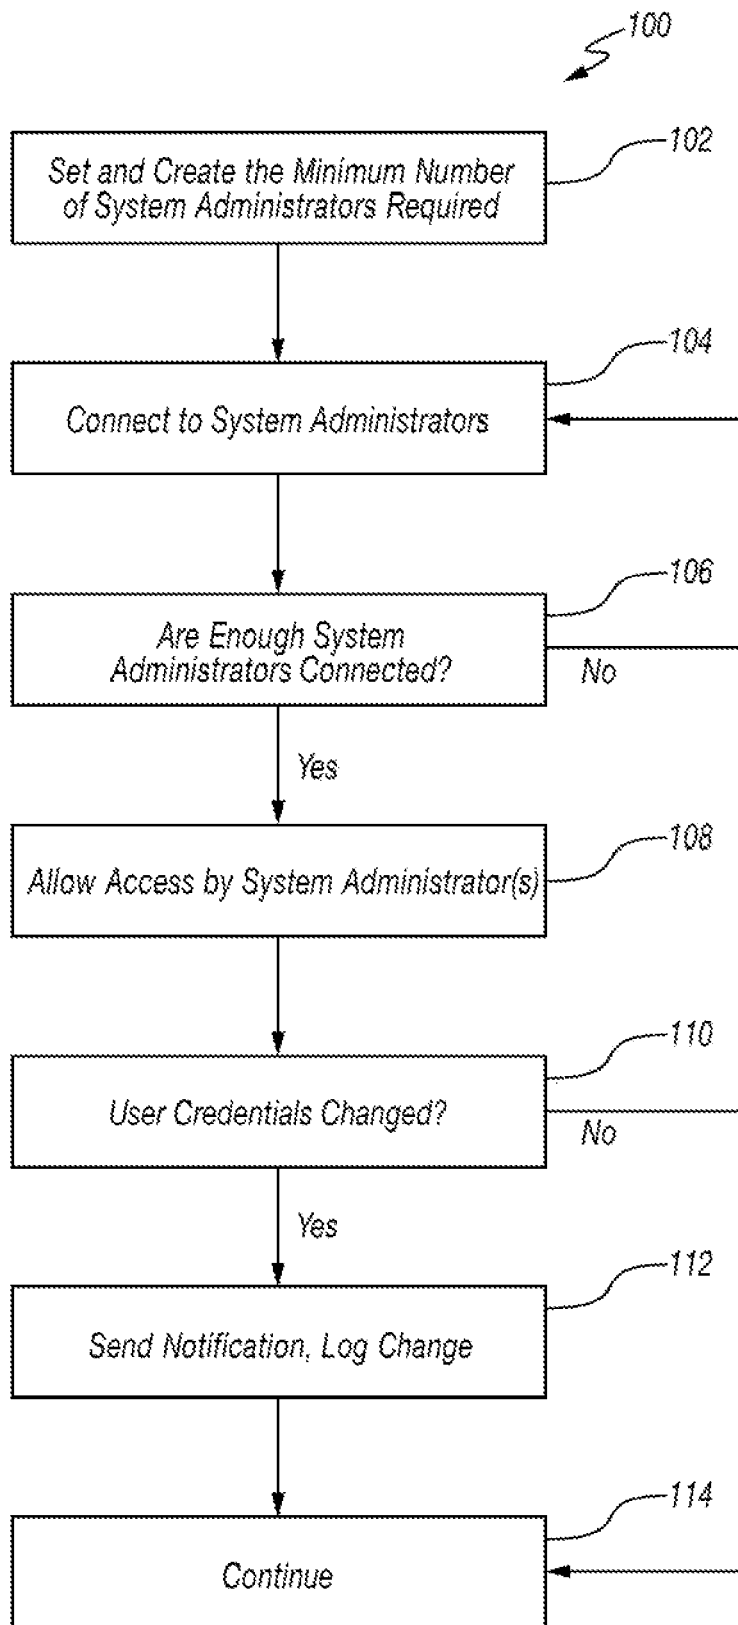 100
102
Set and Create the Minimum Number
of System Administrators Required
104
Connect to System Administrators
106
Are Enough System
Administrators Connected?
No
Yes
108
Allow Access by System Administrator(s)
110
User Credentials Changed?
No
Yes
112
Send Notification, Log Change
114
Continue